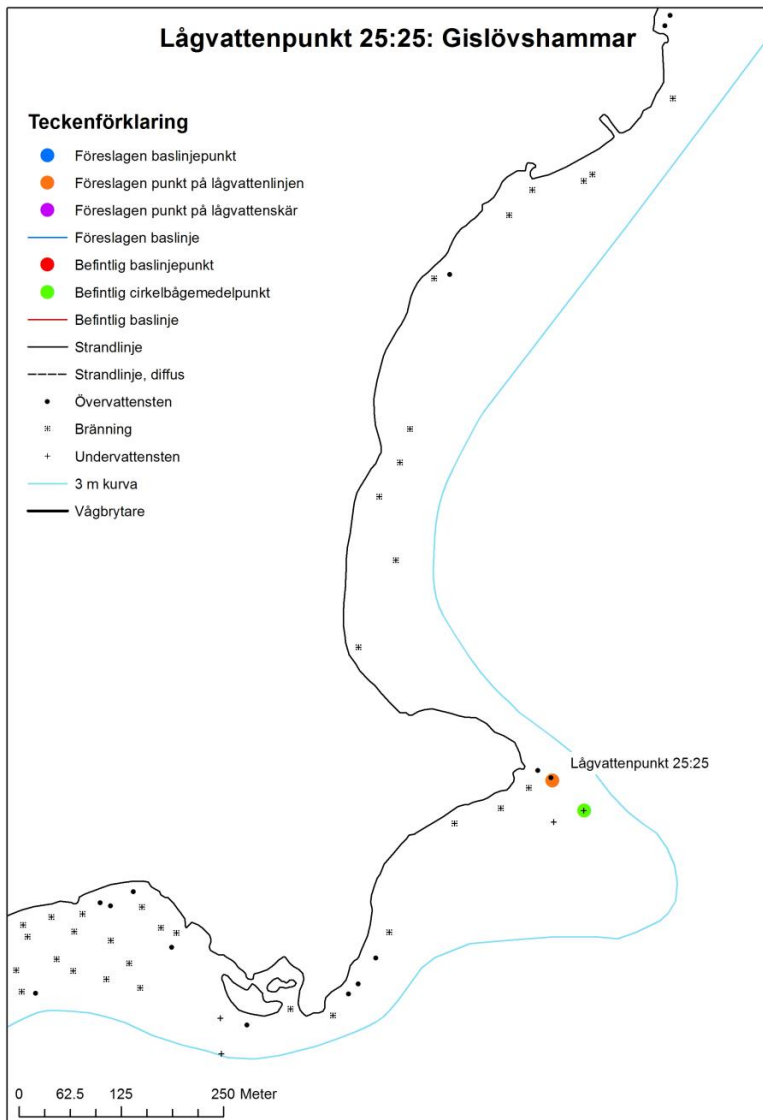 Lågvattenpunkt 25:25: Gislövshammar
Teckenförklaring
Föreslagen baslinjepunkt
Föreslagen punkt på lågvattenlinjen
Föreslagen punkt på lågvattenskär
Föreslagen baslinje
Befintlig baslinjepunkt
Befintlig cirkelbågemedelpunkt
Befintlig baslinje
Strandlinje
Strandlinje, diffus
Övervattensten
Bränning
Undervattensten
3 m kurva
Vågbrytare
Lågvattenpunkt 25:25
0 62.5 125 250 Meter